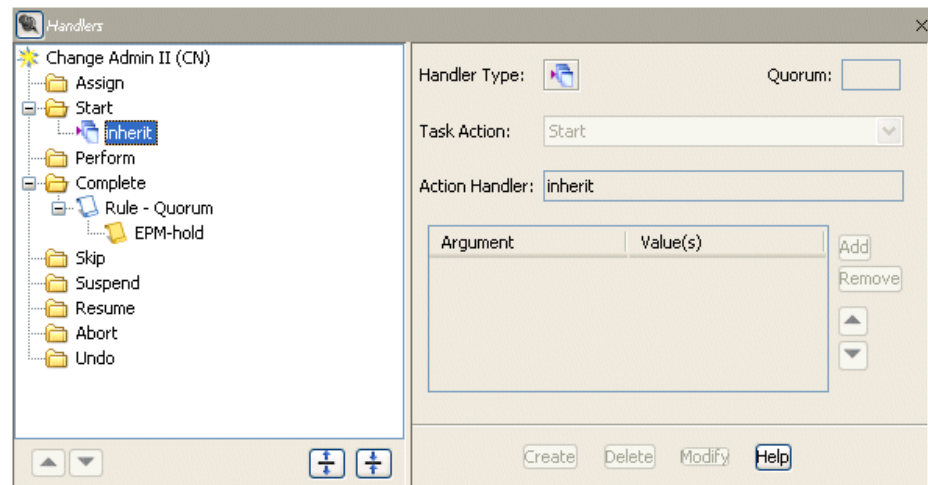 Handlers
Change Admin II (CN)
Assign
Start
inherit
Perform
Complete
Rule - Quorum
EPM-hold
Skip
Suspend
Resume
Abort
Undo
Handler Type:
Quorum:
Task Action:
Start
Action Handler:
inherit
Argument
Value(s)
Add
Remove
Create
Delete
Modify
Help